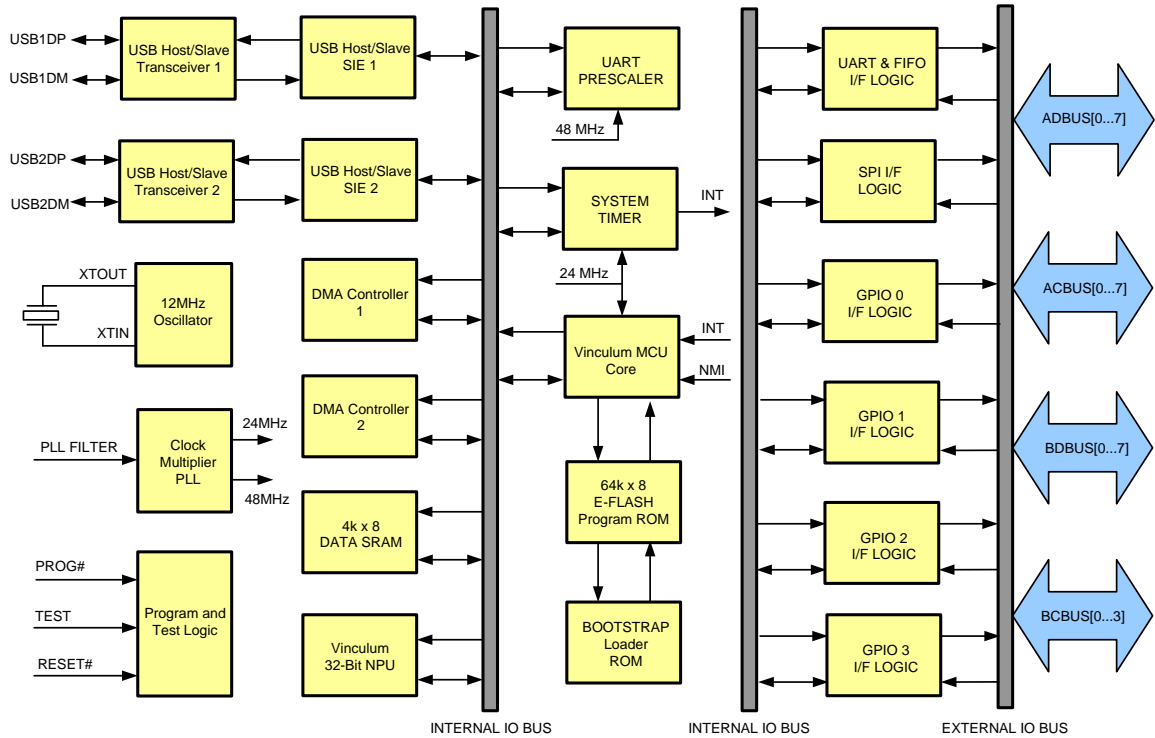 USB1DP
USB1DM
USB Host/Slave
Transceiver 1
USB Host/Slave
SIE 1
USB2DP
USB2DM
USB Host/Slave
Transceiver 2
USB Host/Slave
SIE 2
XTOUT
XTIN
12MHz
Oscillator
DMA Controller
1
PLL FILTER
Clock
Multiplier
PLL
24MHz
48MHz
DMA Controller
2
4k x 8
DATA SRAM
PROG#
TEST
RESET#
Program and
Test Logic
Vinculum
32-Bit NPU
INTERNAL IO BUS
UART
PRESCALER
48 MHz
SYSTEM
TIMER
INT
24 MHz
Vinculum MCU
Core
INT
NMI
64k x 8
E-FLASH
Program ROM
BOOTSTRAP
Loader
ROM
INTERNAL IO BUS
UART & FIFO
I/F LOGIC
SPI I/F
LOGIC
GPIO 0
I/F LOGIC
GPIO 1
I/F LOGIC
GPIO 2
I/F LOGIC
GPIO 3
I/F LOGIC
EXTERNAL IO BUS
ADBUS[0...7]
ACBUS[0...7]
BDBUS[0...7]
BCBUS[0...3]